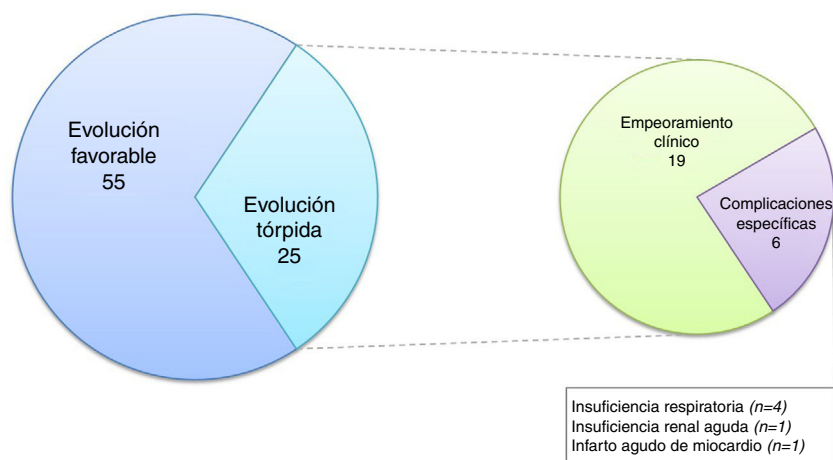 Evolución
favorable
55
Evolución
tórpida
25
Empeoramiento
clínico
19
Complicaciones
específicas
6
Insuficiencia respiratoria (n=4)
Insuficiencia renal aguda (n=1)
Infarto agudo de miocardio (n=1)